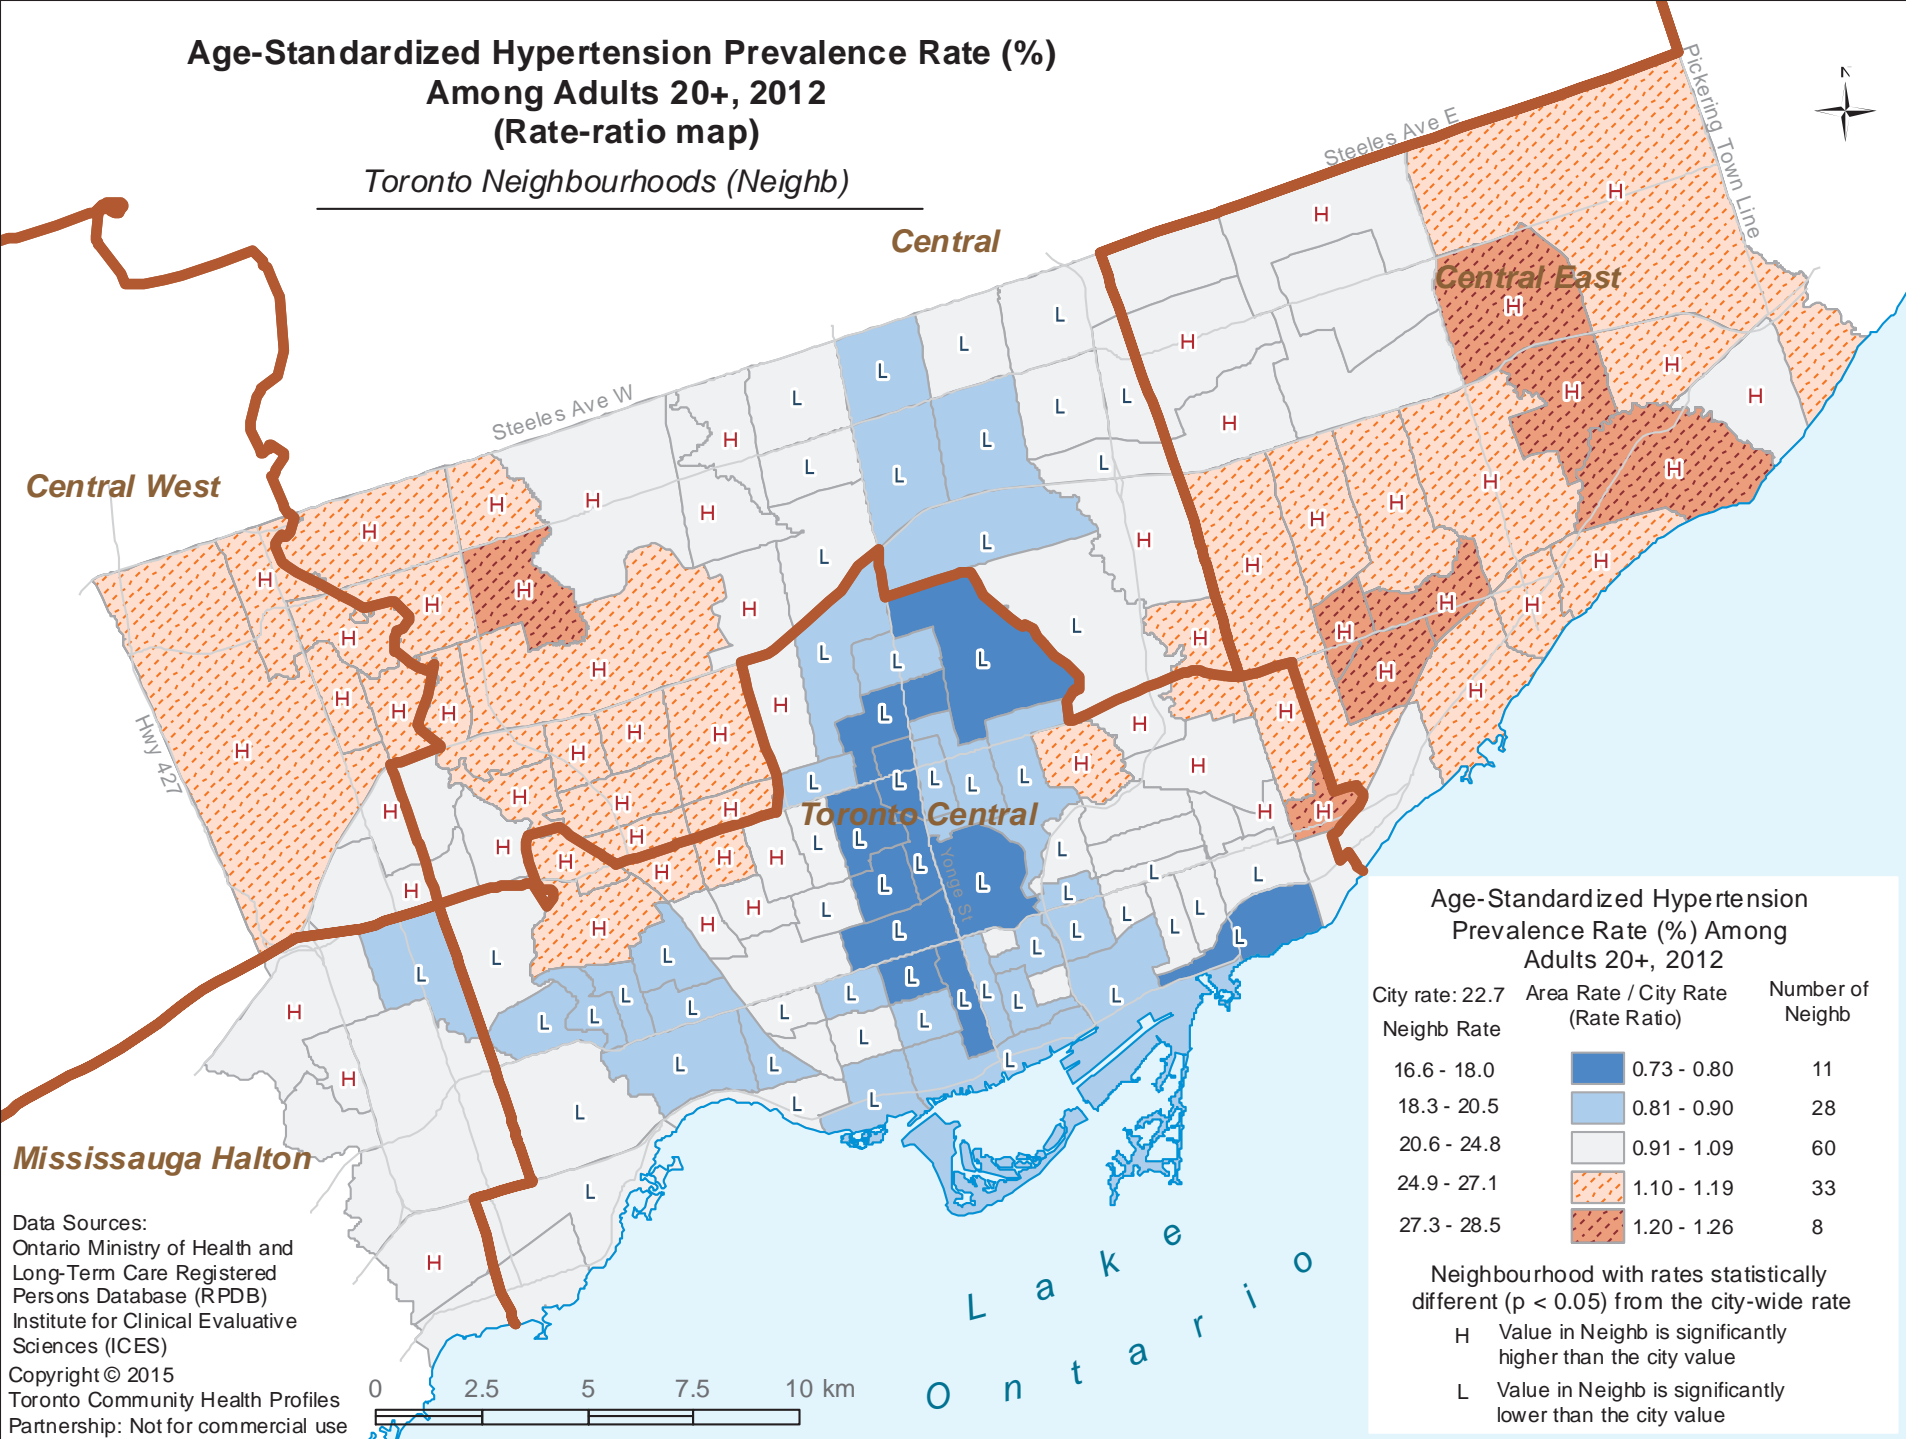 Age-Standardized Hypertension Prevalence Rate (%)
Among Adults 20+, 2012
(Rate-ratio map)
Toronto Neighbourhoods (Neighb)
N
Pickering Town Line
Steeles Ave E
Central
Central East
Steeles Ave W
Central West
Hwy 427
Toronto Central
Yonge St
Mississauga Halton
Lake
Ontario
Age-Standardized Hypertension
Prevalence Rate (%) Among
Adults 20+, 2012
City rate: 22.7 Area Rate / City Rate Number of
Neighb Rate (Rate Ratio) Neighb
16.6 - 18.0 0.73 - 0.80 11
18.3 - 20.5 0.81 - 0.90 28
20.6 - 24.8 0.91 - 1.09 60
24.9 - 27.1 1.10 - 1.19 33
27.3 - 28.5 1.20 - 1.26 8
Neighbourhood with rates statistically
different (p < 0.05) from the city-wide rate
H Value in Neighb is significantly
higher than the city value
L Value in Neighb is significantly
lower than the city value
Data Sources:
Ontario Ministry of Health and
Long-Term Care Registered
Persons Database (RPDB)
Institute for Clinical Evaluative
Sciences (ICES)
Copyright © 2015
Toronto Community Health Profiles
Partnership: Not for commercial use
0 2.5 5 7.5 10 km